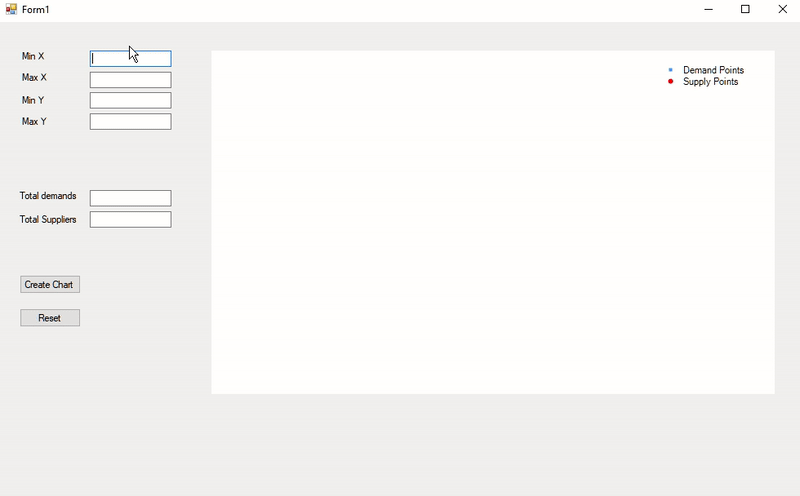 Form1
Min X
Max X
Min Y
Max Y
Total demands
Total Suppliers
Create Chart
Reset
Demand Points
Supply Points